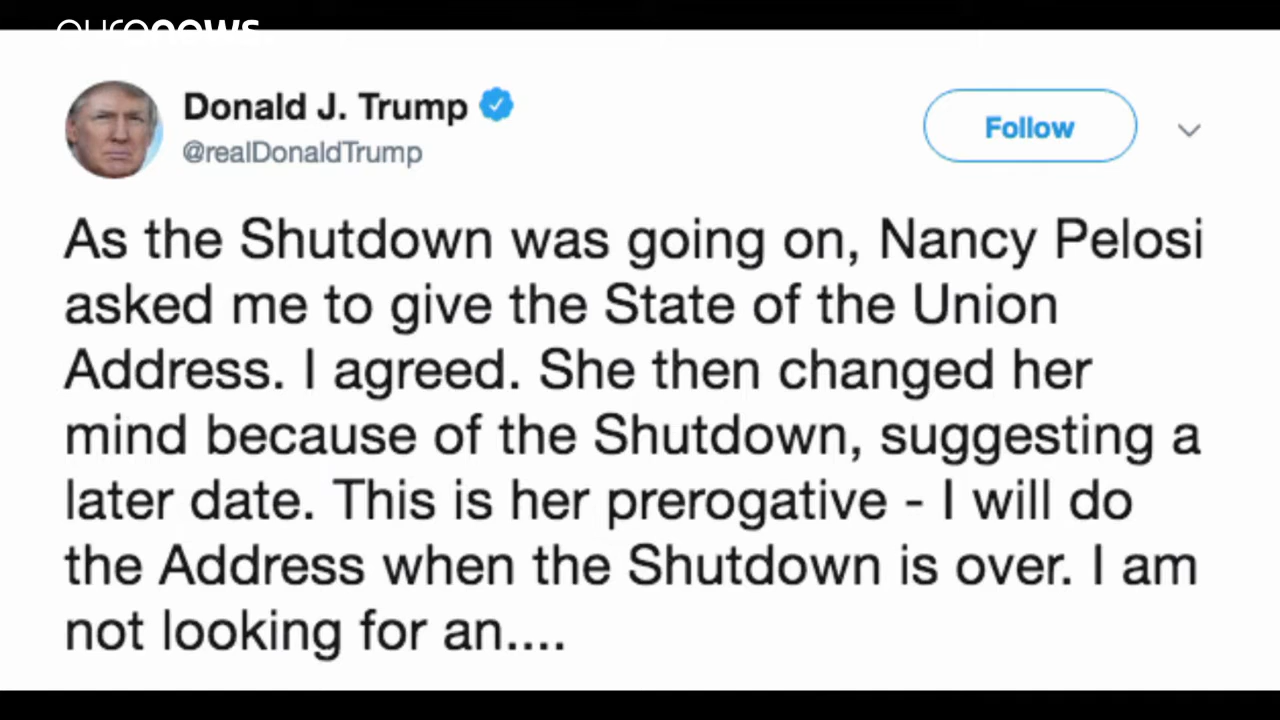 euronews
Donald J. Trump
@realDonaldTrump
Follow
As the Shutdown was going on, Nancy Pelosi
asked me to give the State of the Union
Address. I agreed. She then changed her
mind because of the Shutdown, suggesting a
later date. This is her prerogative - I will do
the Address when the Shutdown is over. I am
not looking for an....